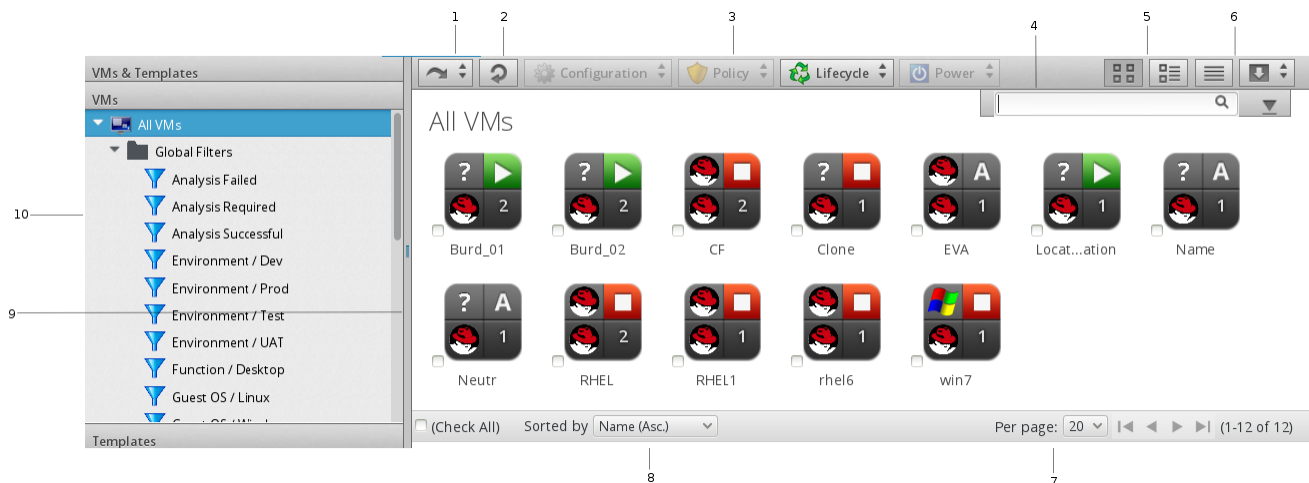 1 2 3 4 5 6
VMs & Templates
Configuration Policy Lifecycle Power
VMs
All VMs
Global Filters
Analysis Failed
Analysis Required
Analysis Successful
Environment / Dev
Environment / Prod
Environment / Test
Environment / UAT
Function / Desktop
Guest OS / Linux
Templates
10
9
All VMs
? ? ? A ? ? A
2 2 2 1 1 1 1
Burd_01 Burd_02 CF Clone EVA Locat...ation Name
? A
1 2 1 1 1
Neutr RHEL RHEL1 rhel6 win7
(Check All) Sorted by Name (Asc.) Per page: 20 (1-12 of 12)
8 7